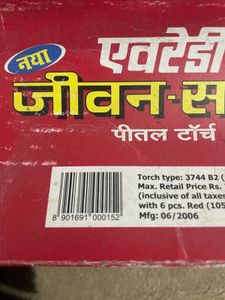 नया
एवरेडी
जीवन-सा
पीतल टॉर्च
Torch type: 3744 B2 (
Max. Retail Price Rs.
(inclusive of all taxes
with 6 pcs. Red (105
Mfg: 06/2006
8 901691 000152